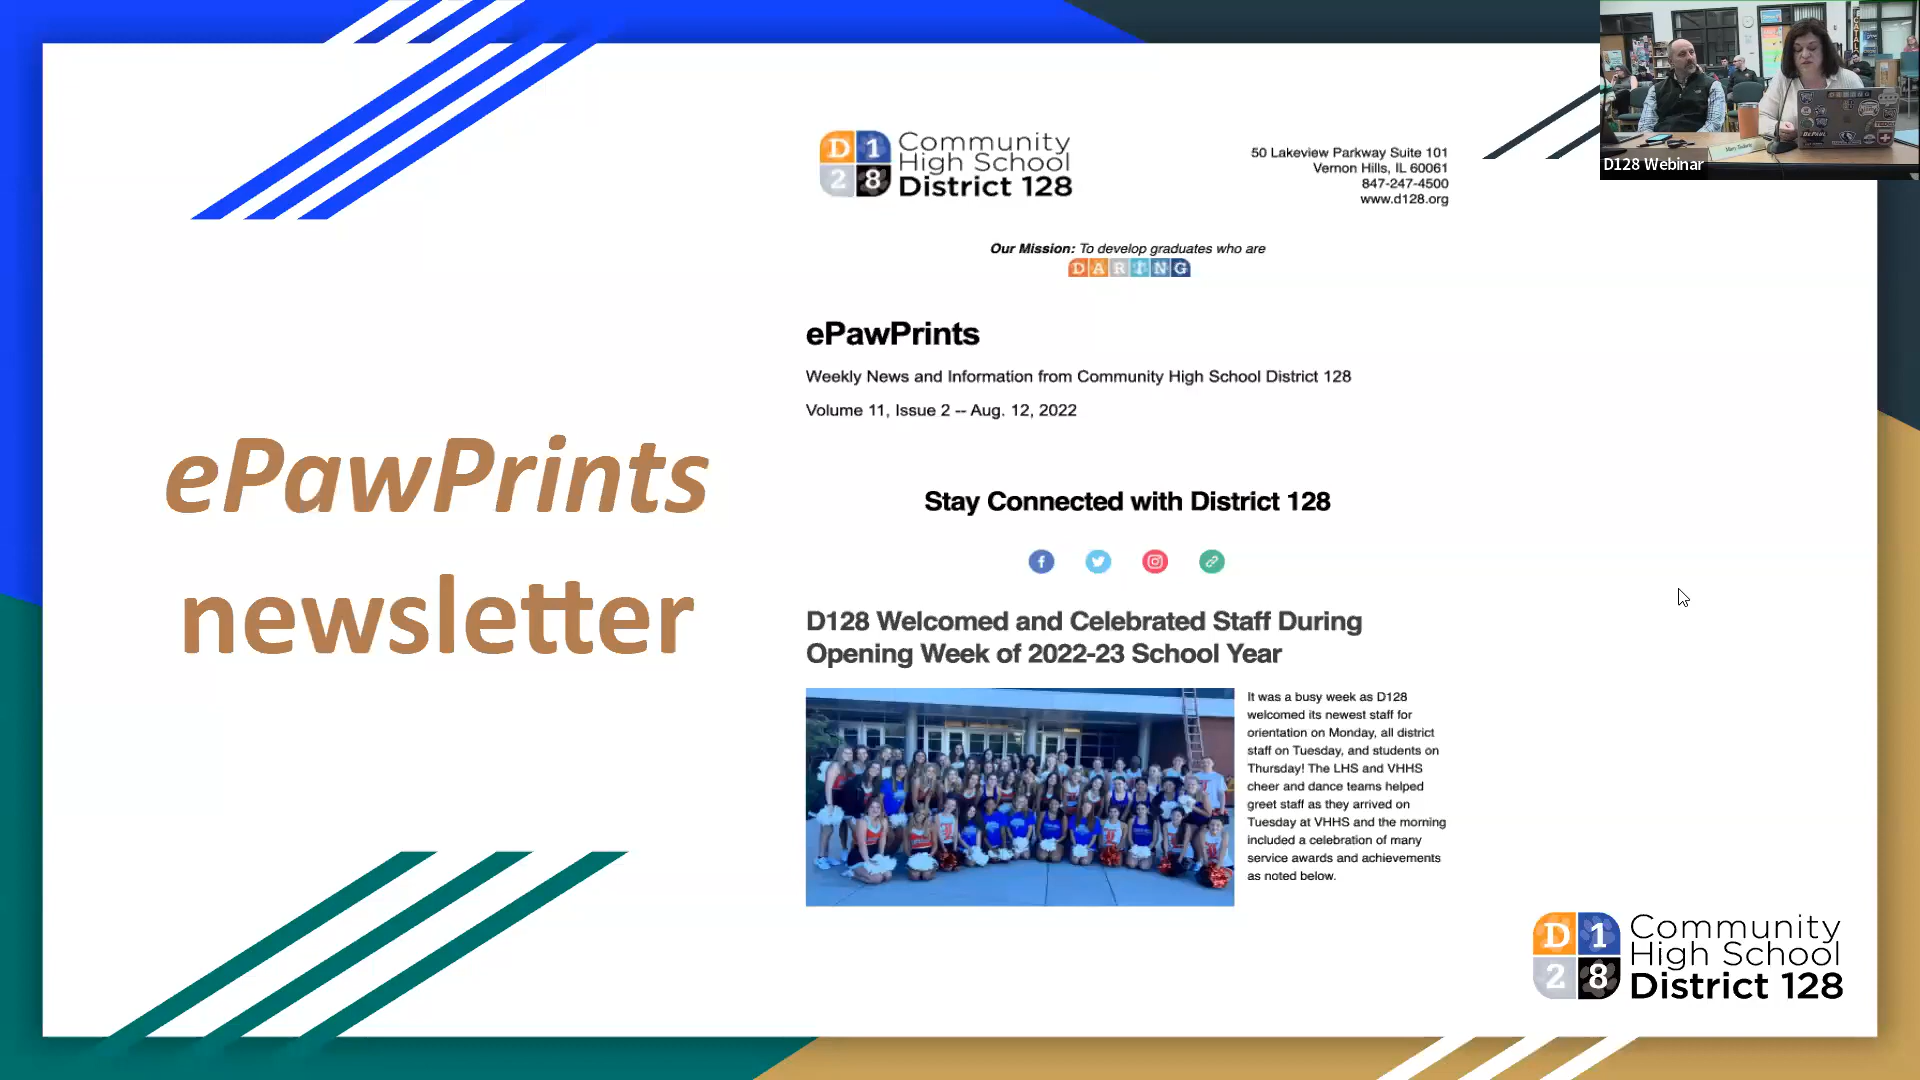 ePawPrints
newsletter
D 1
2 8
Community
High School
District 128
50 Lakeview Parkway Suite 101
Vernon Hills, IL 60061
847-247-4500
www.d128.org
Our Mission: To develop graduates who are
DARING
ePawPrints
Weekly News and Information from Community High School District 128
Volume 11, Issue 2 -- Aug. 12, 2022
Stay Connected with District 128
D128 Welcomed and Celebrated Staff During
Opening Week of 2022-23 School Year
It was a busy week as D128
welcomed its newest staff for
orientation on Monday, all district
staff on Tuesday, and students on
Thursday! The LHS and VHHS
cheer and dance teams helped
greet staff as they arrived on
Tuesday at VHHS and the morning
included a celebration of many
service awards and achievements
as noted below.
D128 Webinar
D 1
2 8
Community
High School
District 128